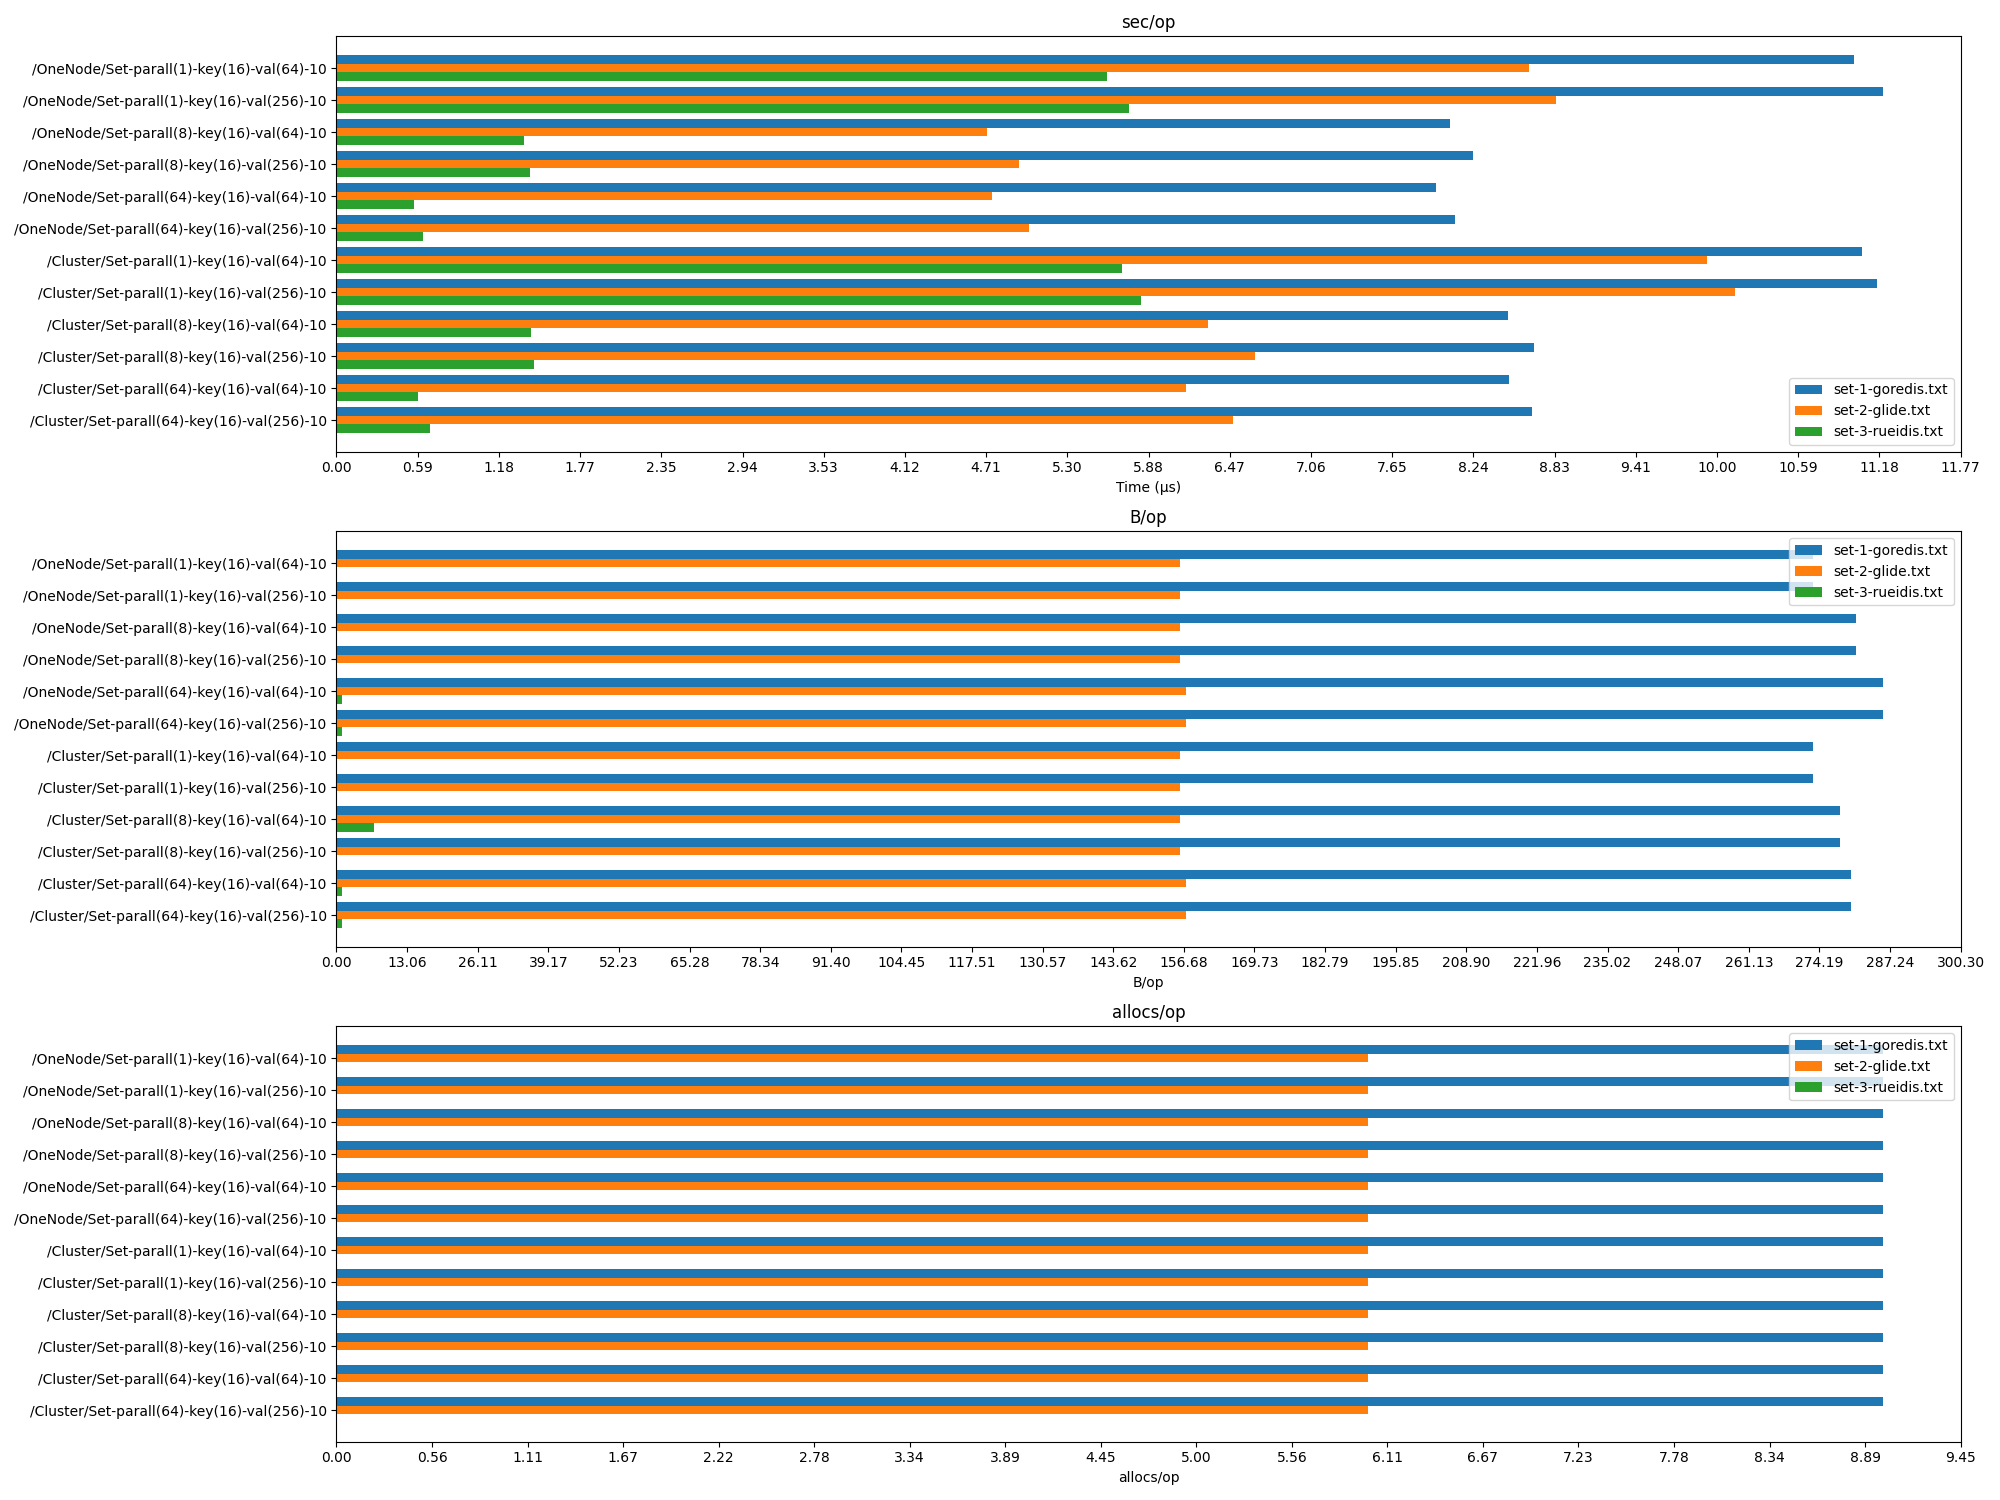 sec/op
/OneNode/Set-parall(1)-key(16)-val(64)-10
/OneNode/Set-parall(1)-key(16)-val(256)-10
/OneNode/Set-parall(8)-key(16)-val(64)-10
/OneNode/Set-parall(8)-key(16)-val(256)-10
/OneNode/Set-parall(64)-key(16)-val(64)-10
/OneNode/Set-parall(64)-key(16)-val(256)-10
/Cluster/Set-parall(1)-key(16)-val(64)-10
/Cluster/Set-parall(1)-key(16)-val(256)-10
/Cluster/Set-parall(8)-key(16)-val(64)-10
/Cluster/Set-parall(8)-key(16)-val(256)-10
/Cluster/Set-parall(64)-key(16)-val(64)-10
/Cluster/Set-parall(64)-key(16)-val(256)-10
set-1-goredis.txt
set-2-glide.txt
set-3-rueidis.txt
0.00 0.59 1.18 1.77 2.35 2.94 3.53 4.12 4.71 5.30 5.88 6.47 7.06 7.65 8.24 8.83 9.41 10.00 10.59 11.18 11.77
Time (µs)
B/op
/OneNode/Set-parall(1)-key(16)-val(64)-10
/OneNode/Set-parall(1)-key(16)-val(256)-10
/OneNode/Set-parall(8)-key(16)-val(64)-10
/OneNode/Set-parall(8)-key(16)-val(256)-10
/OneNode/Set-parall(64)-key(16)-val(64)-10
/OneNode/Set-parall(64)-key(16)-val(256)-10
/Cluster/Set-parall(1)-key(16)-val(64)-10
/Cluster/Set-parall(1)-key(16)-val(256)-10
/Cluster/Set-parall(8)-key(16)-val(64)-10
/Cluster/Set-parall(8)-key(16)-val(256)-10
/Cluster/Set-parall(64)-key(16)-val(64)-10
/Cluster/Set-parall(64)-key(16)-val(256)-10
set-1-goredis.txt
set-2-glide.txt
set-3-rueidis.txt
0.00 13.06 26.11 39.17 52.23 65.28 78.34 91.40 104.45 117.51 130.57 143.62 156.68 169.73 182.79 195.85 208.90 221.96 235.02 248.07 261.13 274.19 287.24 300.30
B/op
allocs/op
/OneNode/Set-parall(1)-key(16)-val(64)-10
/OneNode/Set-parall(1)-key(16)-val(256)-10
/OneNode/Set-parall(8)-key(16)-val(64)-10
/OneNode/Set-parall(8)-key(16)-val(256)-10
/OneNode/Set-parall(64)-key(16)-val(64)-10
/OneNode/Set-parall(64)-key(16)-val(256)-10
/Cluster/Set-parall(1)-key(16)-val(64)-10
/Cluster/Set-parall(1)-key(16)-val(256)-10
/Cluster/Set-parall(8)-key(16)-val(64)-10
/Cluster/Set-parall(8)-key(16)-val(256)-10
/Cluster/Set-parall(64)-key(16)-val(64)-10
/Cluster/Set-parall(64)-key(16)-val(256)-10
set-1-goredis.txt
set-2-glide.txt
set-3-rueidis.txt
0.00 0.56 1.11 1.67 2.22 2.78 3.34 3.89 4.45 5.00 5.56 6.11 6.67 7.23 7.78 8.34 8.89 9.45
allocs/op